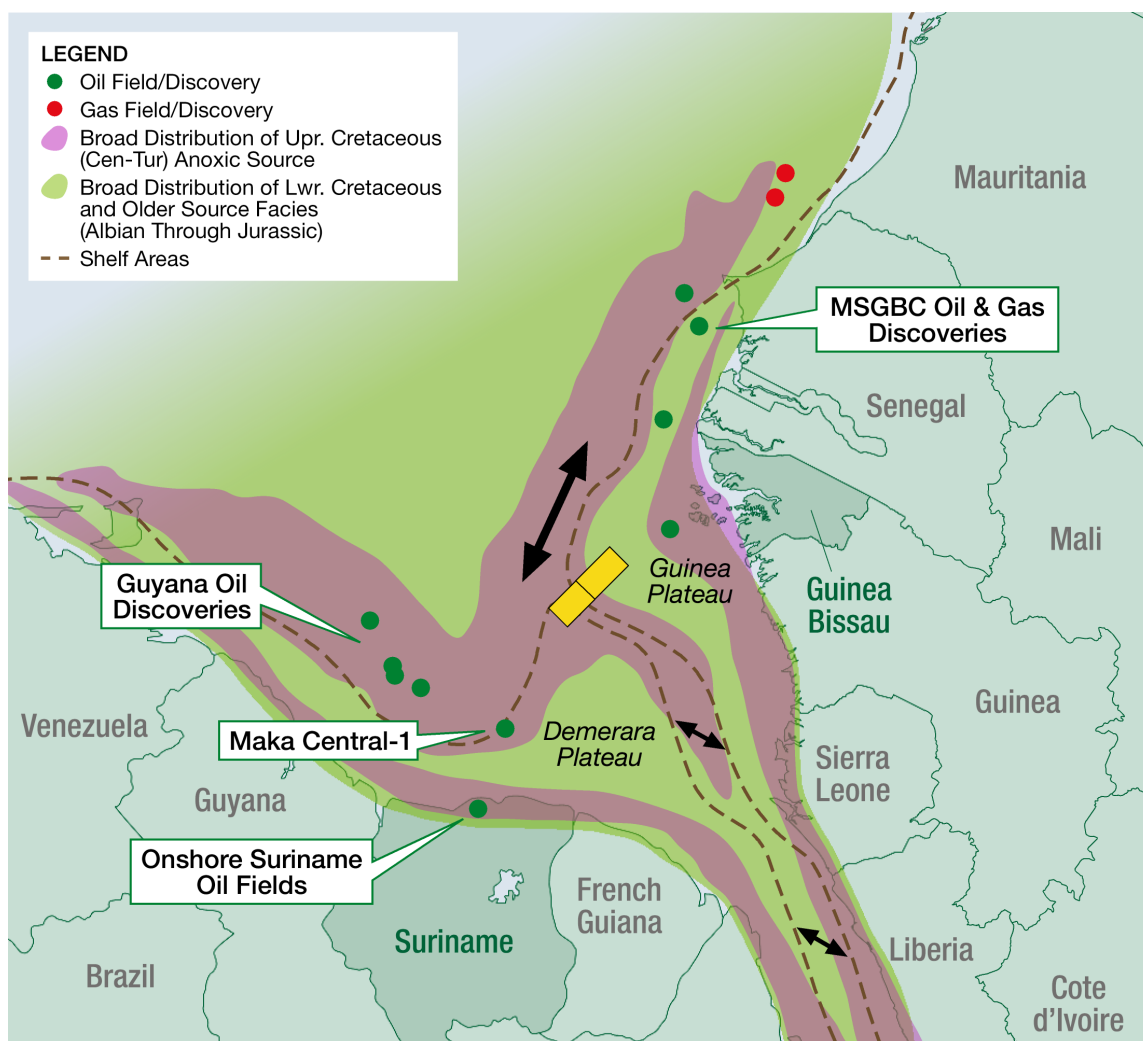 LEGEND
Oil Field/Discovery
Gas Field/Discovery
Broad Distribution of Upr. Cretaceous
(Cen-Tur) Anoxic Source
Broad Distribution of Lwr. Cretaceous
and Older Source Facies
(Albian Through Jurassic)
Shelf Areas
Mauritania
MSGBC Oil & Gas
Discoveries
Senegal
Mali
Guinea
Plateau
Guinea
Bissau
Guyana Oil
Discoveries
Guinea
Venezuela
Maka Central-1
Demerara
Plateau
Sierra
Leone
Guyana
Onshore Suriname
Oil Fields
French
Guiana
Suriname
Liberia
Brazil
Cote
d'Ivoire